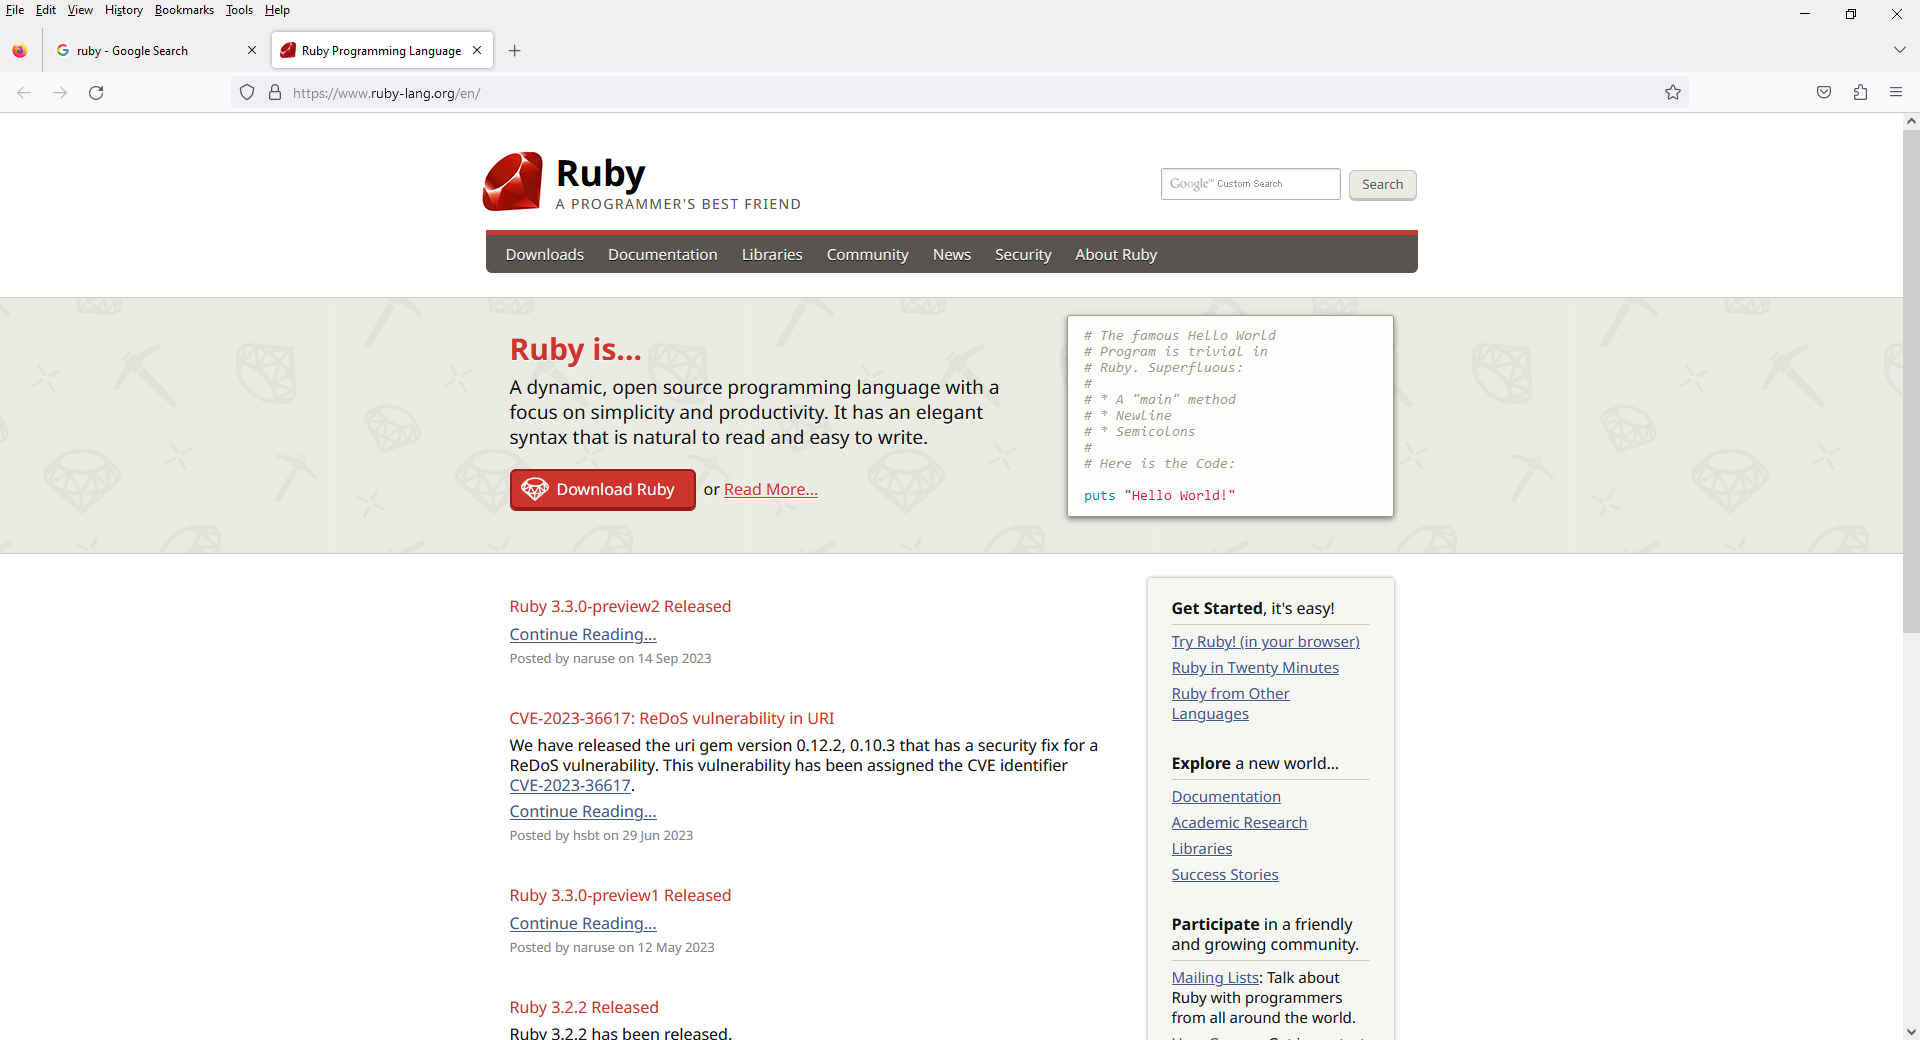 File Edit View History Bookmarks Tools Help
ruby - Google Search
Ruby Programming Language
https://www.ruby-lang.org/en/
Ruby
A PROGRAMMER'S BEST FRIEND
Google™ Custom Search
Search
Downloads Documentation Libraries Community News Security About Ruby
Ruby is...
A dynamic, open source programming language with a
focus on simplicity and productivity. It has an elegant
syntax that is natural to read and easy to write.
Download Ruby or Read More...
# The famous Hello World
# Program is trivial in
# Ruby. Superfluous:
#
# * A "main" method
# * Newline
# * Semicolons
#
# Here is the Code:
puts "Hello World!"
Ruby 3.3.0-preview2 Released
Continue Reading...
Posted by naruse on 14 Sep 2023
CVE-2023-36617: ReDoS vulnerability in URI
We have released the uri gem version 0.12.2, 0.10.3 that has a security fix for a
ReDoS vulnerability. This vulnerability has been assigned the CVE identifier
CVE-2023-36617.
Continue Reading...
Posted by hsbt on 29 Jun 2023
Ruby 3.3.0-preview1 Released
Continue Reading...
Posted by naruse on 12 May 2023
Ruby 3.2.2 Released
Ruby 3.2.2 has been released.
Get Started, it's easy!
Try Ruby! (in your browser)
Ruby in Twenty Minutes
Ruby from Other
Languages
Explore a new world...
Documentation
Academic Research
Libraries
Success Stories
Participate in a friendly
and growing community.
Mailing Lists: Talk about
Ruby with programmers
from all around the world.